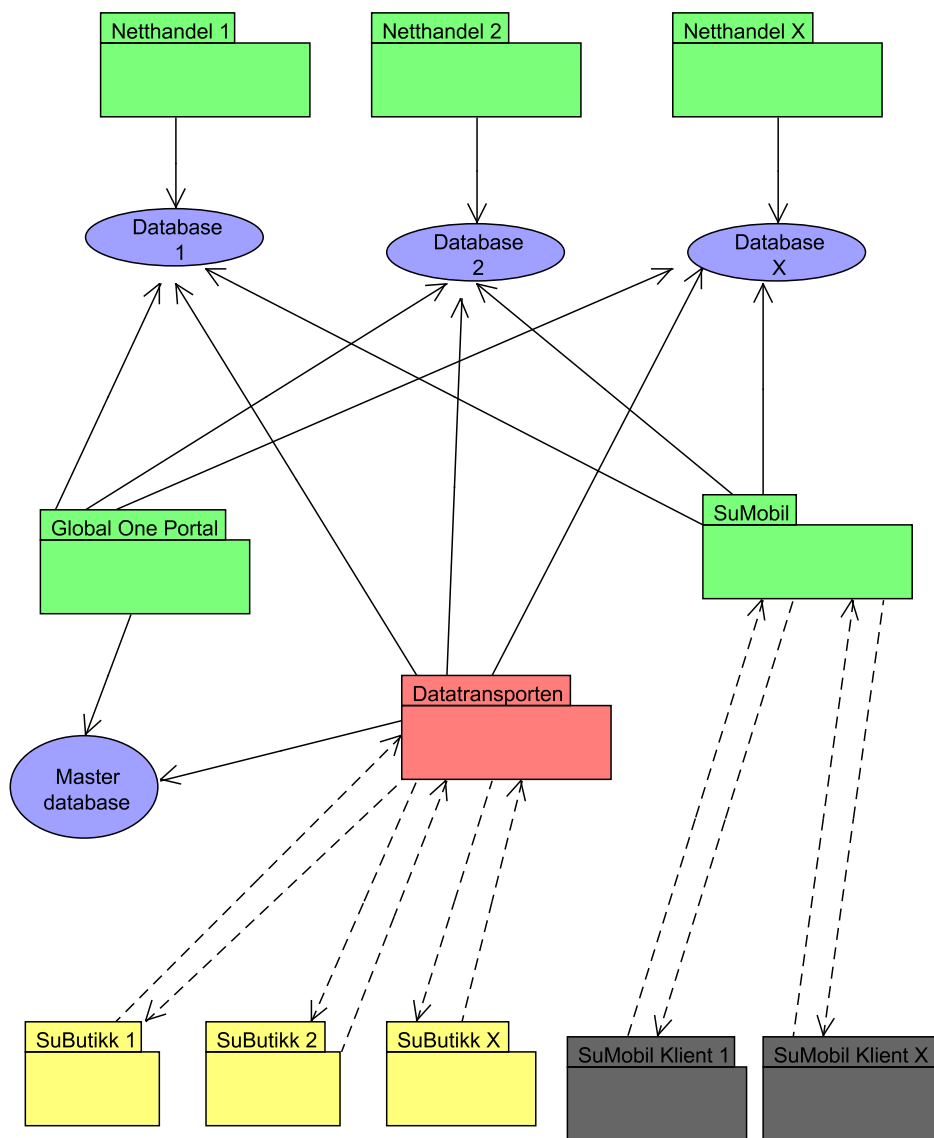 Netthandel 1
Netthandel 2
Netthandel X
Database
1
Database
2
Database
X
Global One Portal
SuMobil
Datatransporten
Master
database
SuButikk 1
SuButikk 2
SuButikk X
SuMobil Klient 1
SuMobil Klient X